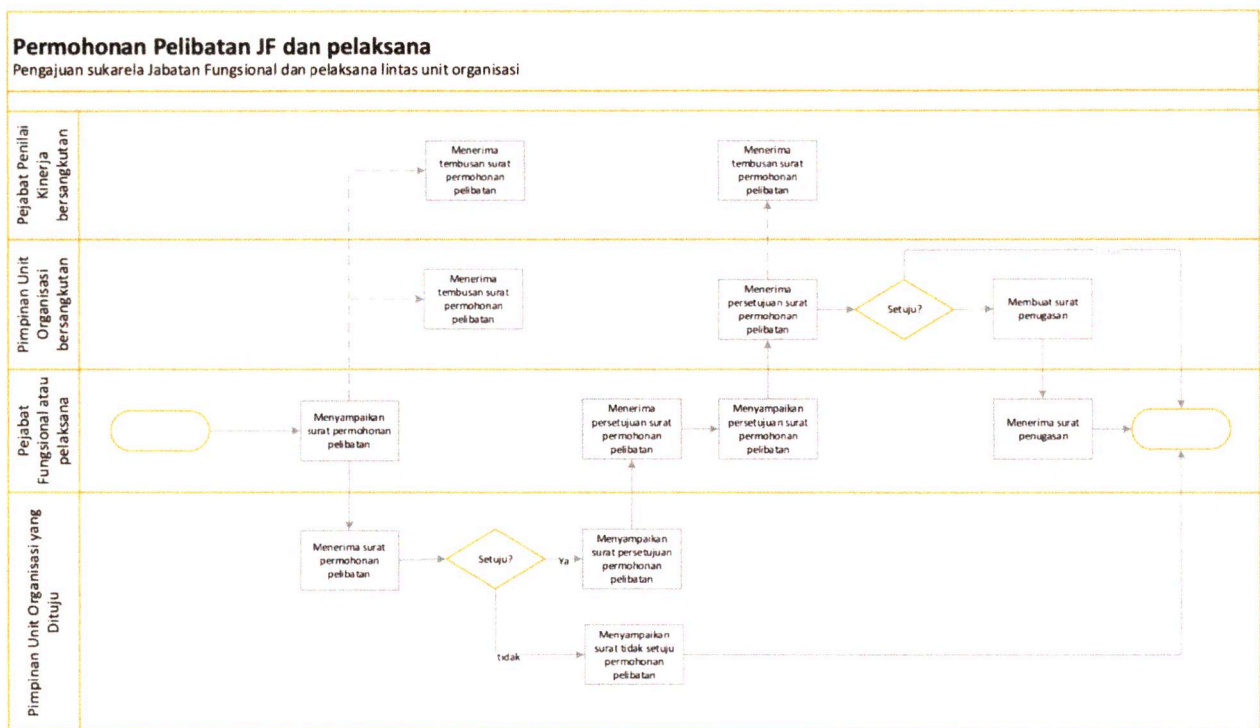 Permohonan Pelibatan JF dan pelaksana
Pengajuan sukarela Jabatan Fungsional dan pelaksana lintas unit organisasi
Pejabat Penilai
Kinerja
bersangkutan
Menerima
tembusan surat
permohonan
pelibatan
Menerima
tembusan surat
permohonan
pelibatan
Pimpinan Unit
Organisasi
bersangkutan
Menerima
tembusan surat
permohonan
pelibatan
Menerima
persetujuan surat
permohonan
pelibatan
Setuju?
Membuat surat
penugasan
Pejabat
Fungsional atau
pelaksana
Menyampaikan
surat permohonan
pelibatan
Menerima
persetujuan surat
permohonan
pelibatan
Menyampaikan
persetujuan surat
permohonan
pelibatan
Menerima surat
penugasan
Pimpinan Unit Organisasi yang
Dituju
Menerima surat
permohonan
pelibatan
Setuju?
Ya
Menyampaikan
surat persetujuan
permohonan
pelibatan
tidak
Menyampaikan
surat tidak setuju
permohonan
pelibatan